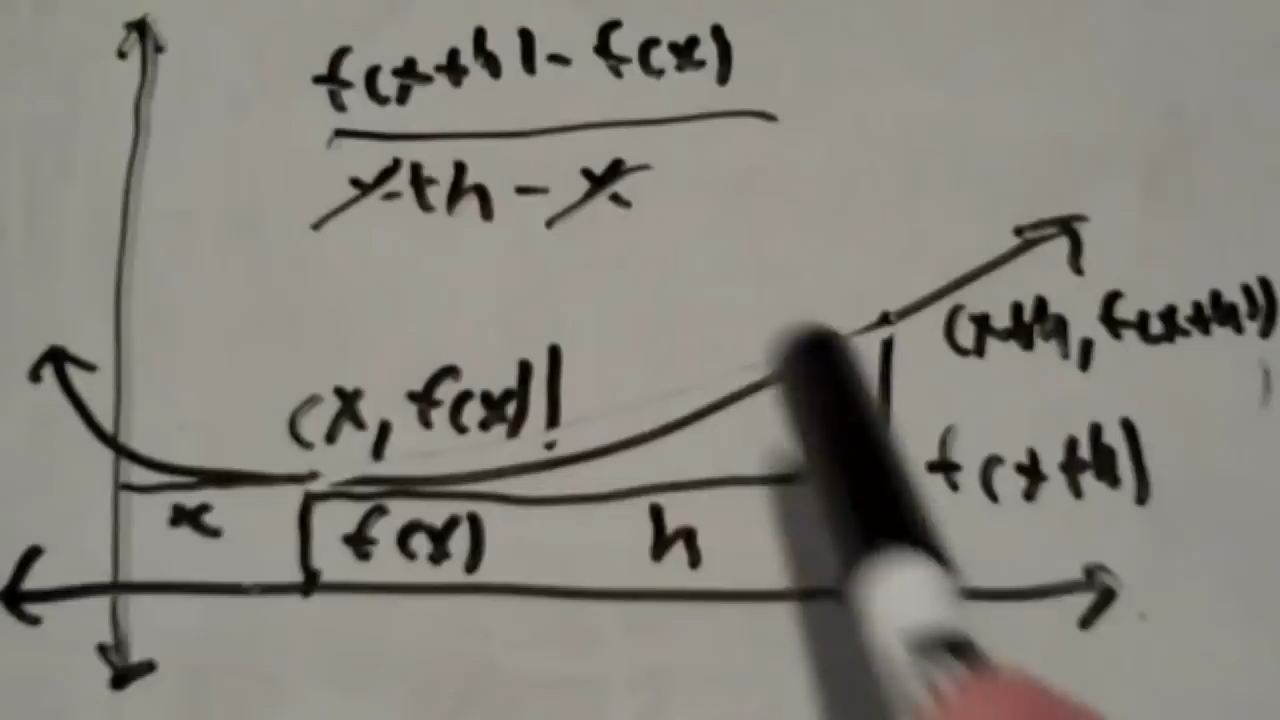 f(x+h)-f(x)
x+h-x
(x+h, f(x+h))
(x, f(x))
f(x+h)
x
f(x)
h